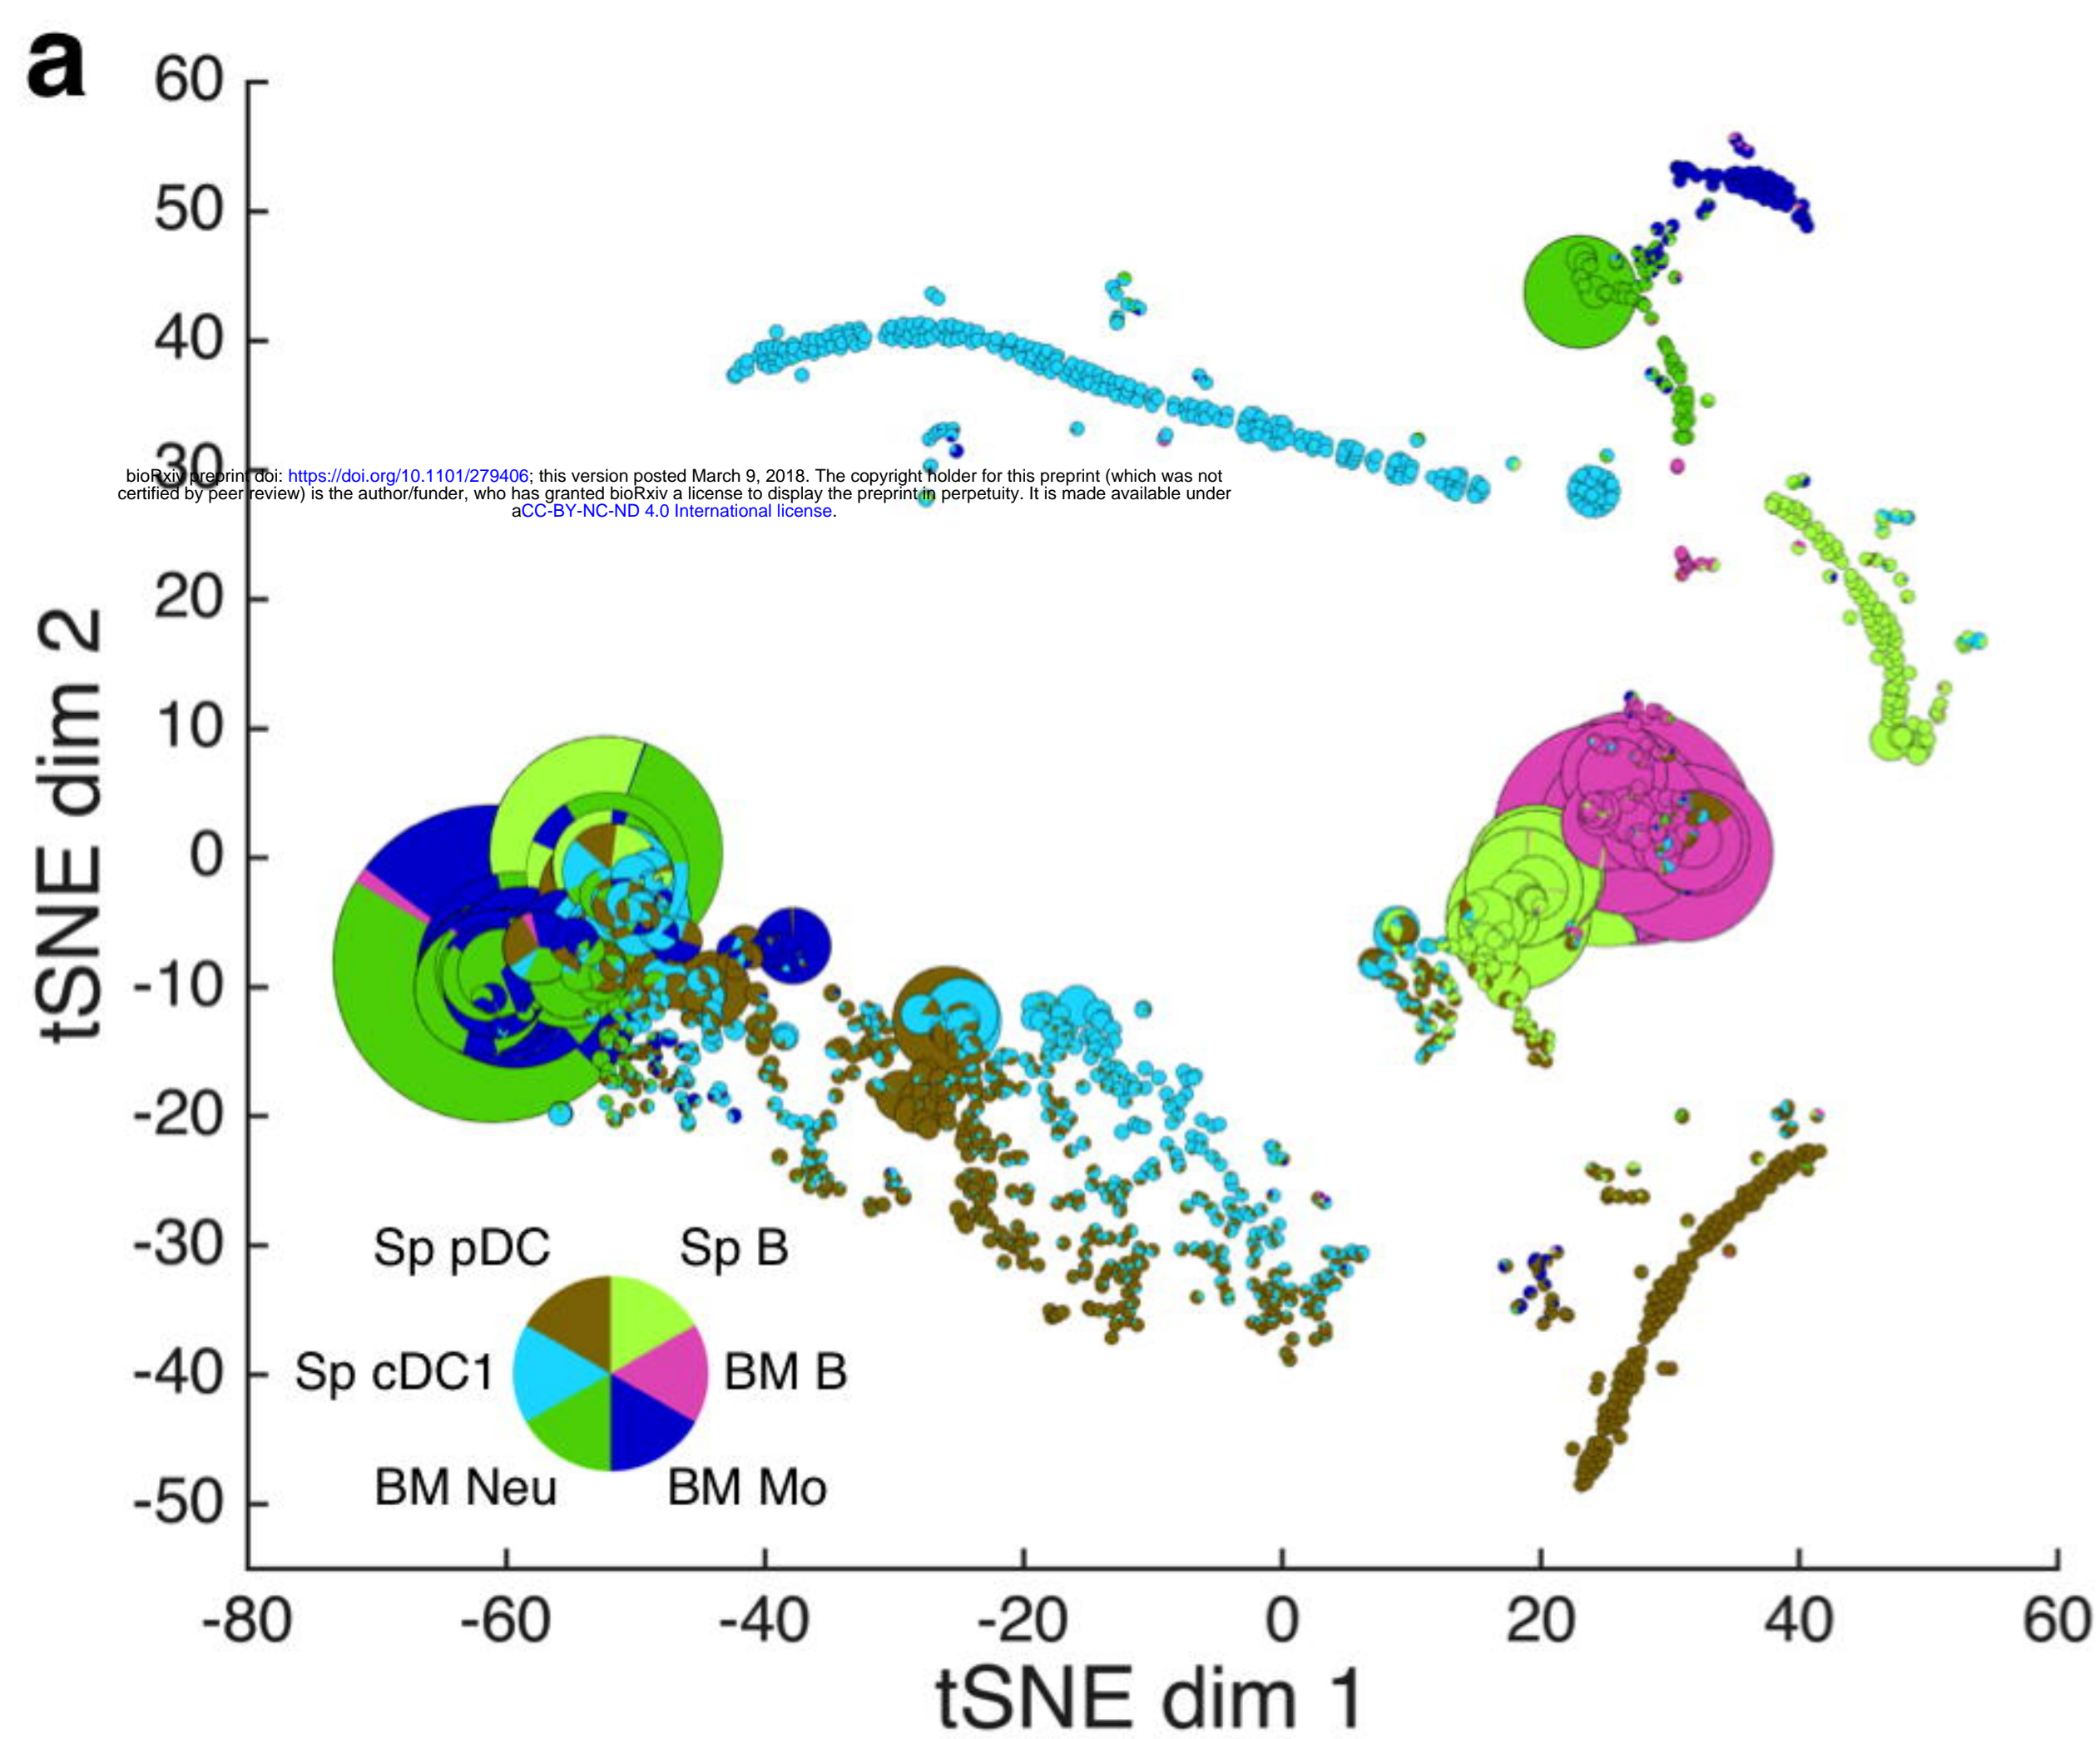 a
60
50
40
30
20
10
0
-10
-20
-30
-40
-50
tSNE dim 2
bioRxiv preprint doi: https://doi.org/10.1101/279406; this version posted March 9, 2018. The copyright holder for this preprint (which was not
certified by peer review) is the author/funder, who has granted bioRxiv a license to display the preprint in perpetuity. It is made available under
aCC-BY-NC-ND 4.0 International license.
Sp pDC Sp B
Sp cDC1 BM B
BM Neu BM Mo
-80 -60 -40 -20 0 20 40 60
tSNE dim 1